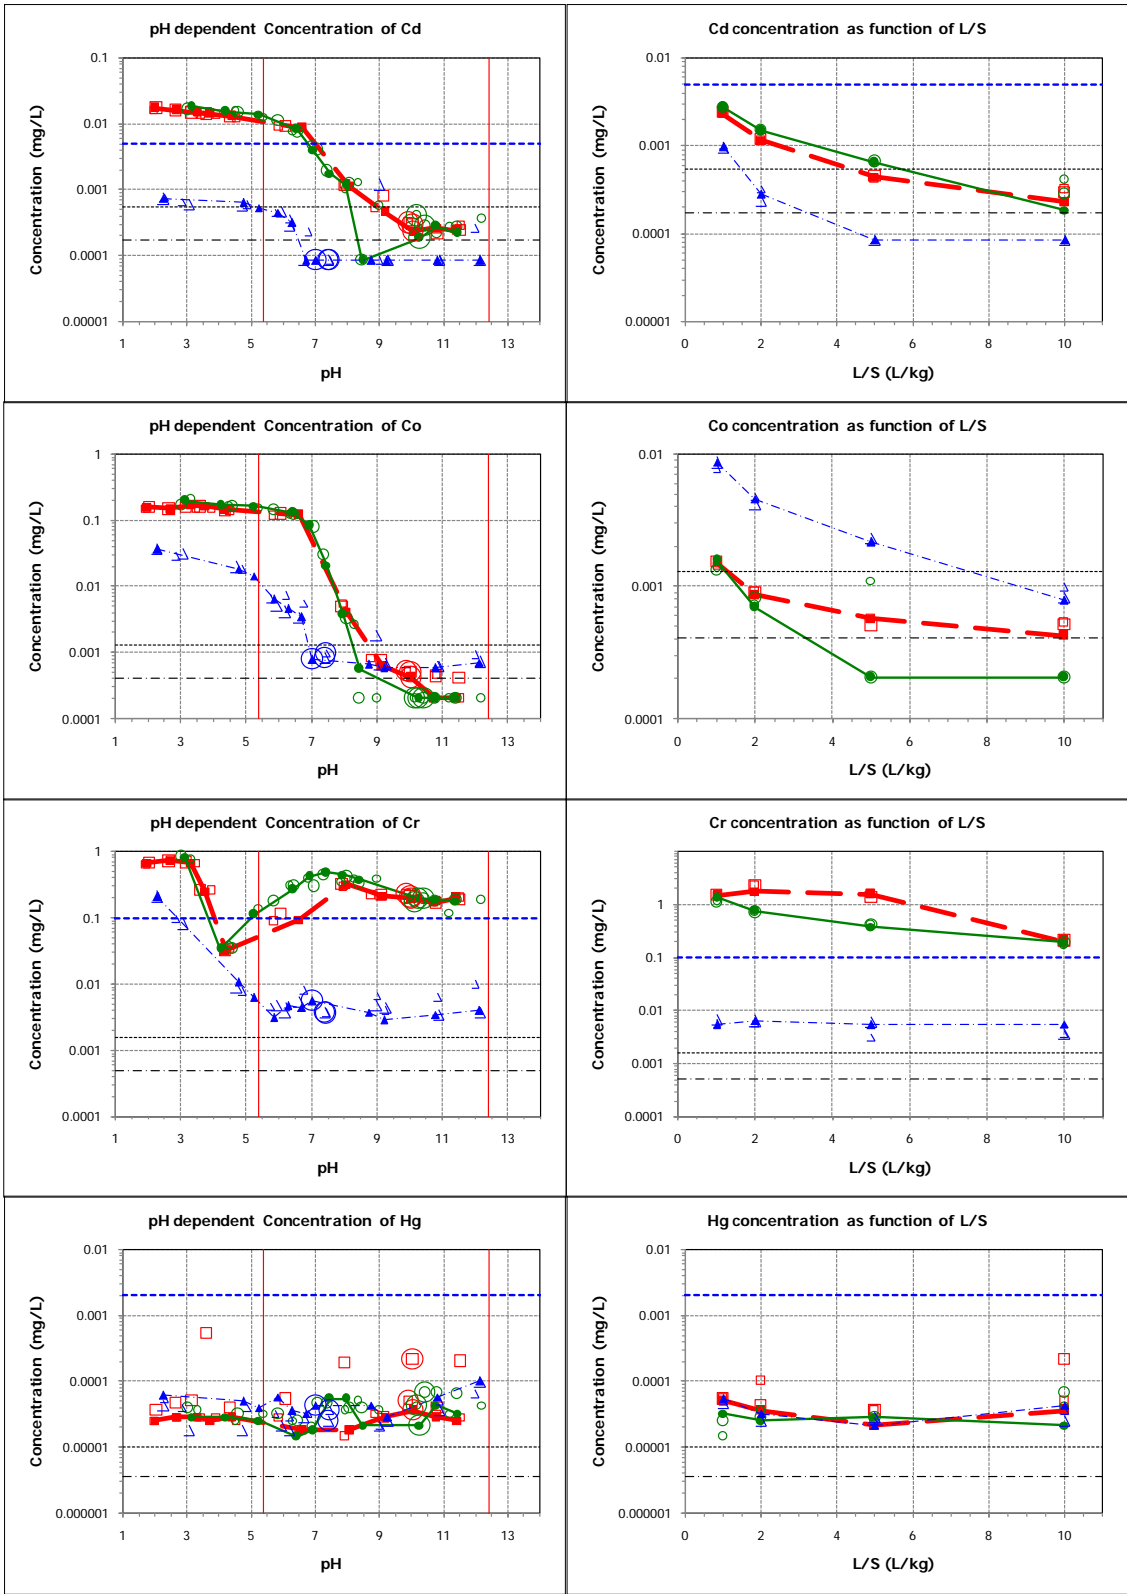 pH dependent Concentration of Cd
0.1
0.01
0.001
0.0001
0.00001
1 3 5 7 9 11 13
Concentration (mg/L)
pH
Cd concentration as function of L/S
0.01
0.001
0.0001
0.00001
0 2 4 6 8 10
Concentration (mg/L)
L/S (L/kg)
pH dependent Concentration of Co
1
0.1
0.01
0.001
0.0001
1 3 5 7 9 11 13
Concentration (mg/L)
pH
Co concentration as function of L/S
0.01
0.001
0.0001
0 2 4 6 8 10
Concentration (mg/L)
L/S (L/kg)
pH dependent Concentration of Cr
1
0.1
0.01
0.001
0.0001
1 3 5 7 9 11 13
Concentration (mg/L)
pH
Cr concentration as function of L/S
1
0.1
0.01
0.001
0.0001
0 2 4 6 8 10
Concentration (mg/L)
L/S (L/kg)
pH dependent Concentration of Hg
0.01
0.001
0.0001
0.00001
0.000001
1 3 5 7 9 11 13
Concentration (mg/L)
pH
Hg concentration as function of L/S
0.01
0.001
0.0001
0.00001
0.000001
0 2 4 6 8 10
Concentration (mg/L)
L/S (L/kg)